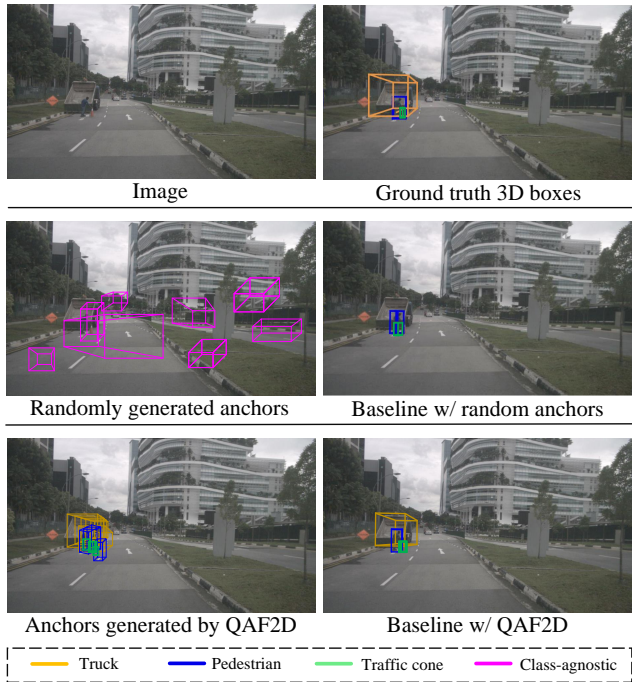 Image
Ground truth 3D boxes
Randomly generated anchors
Baseline w/ random anchors
Anchors generated by QAF2D
Baseline w/ QAF2D
Truck
Pedestrian
Traffic cone
Class-agnostic